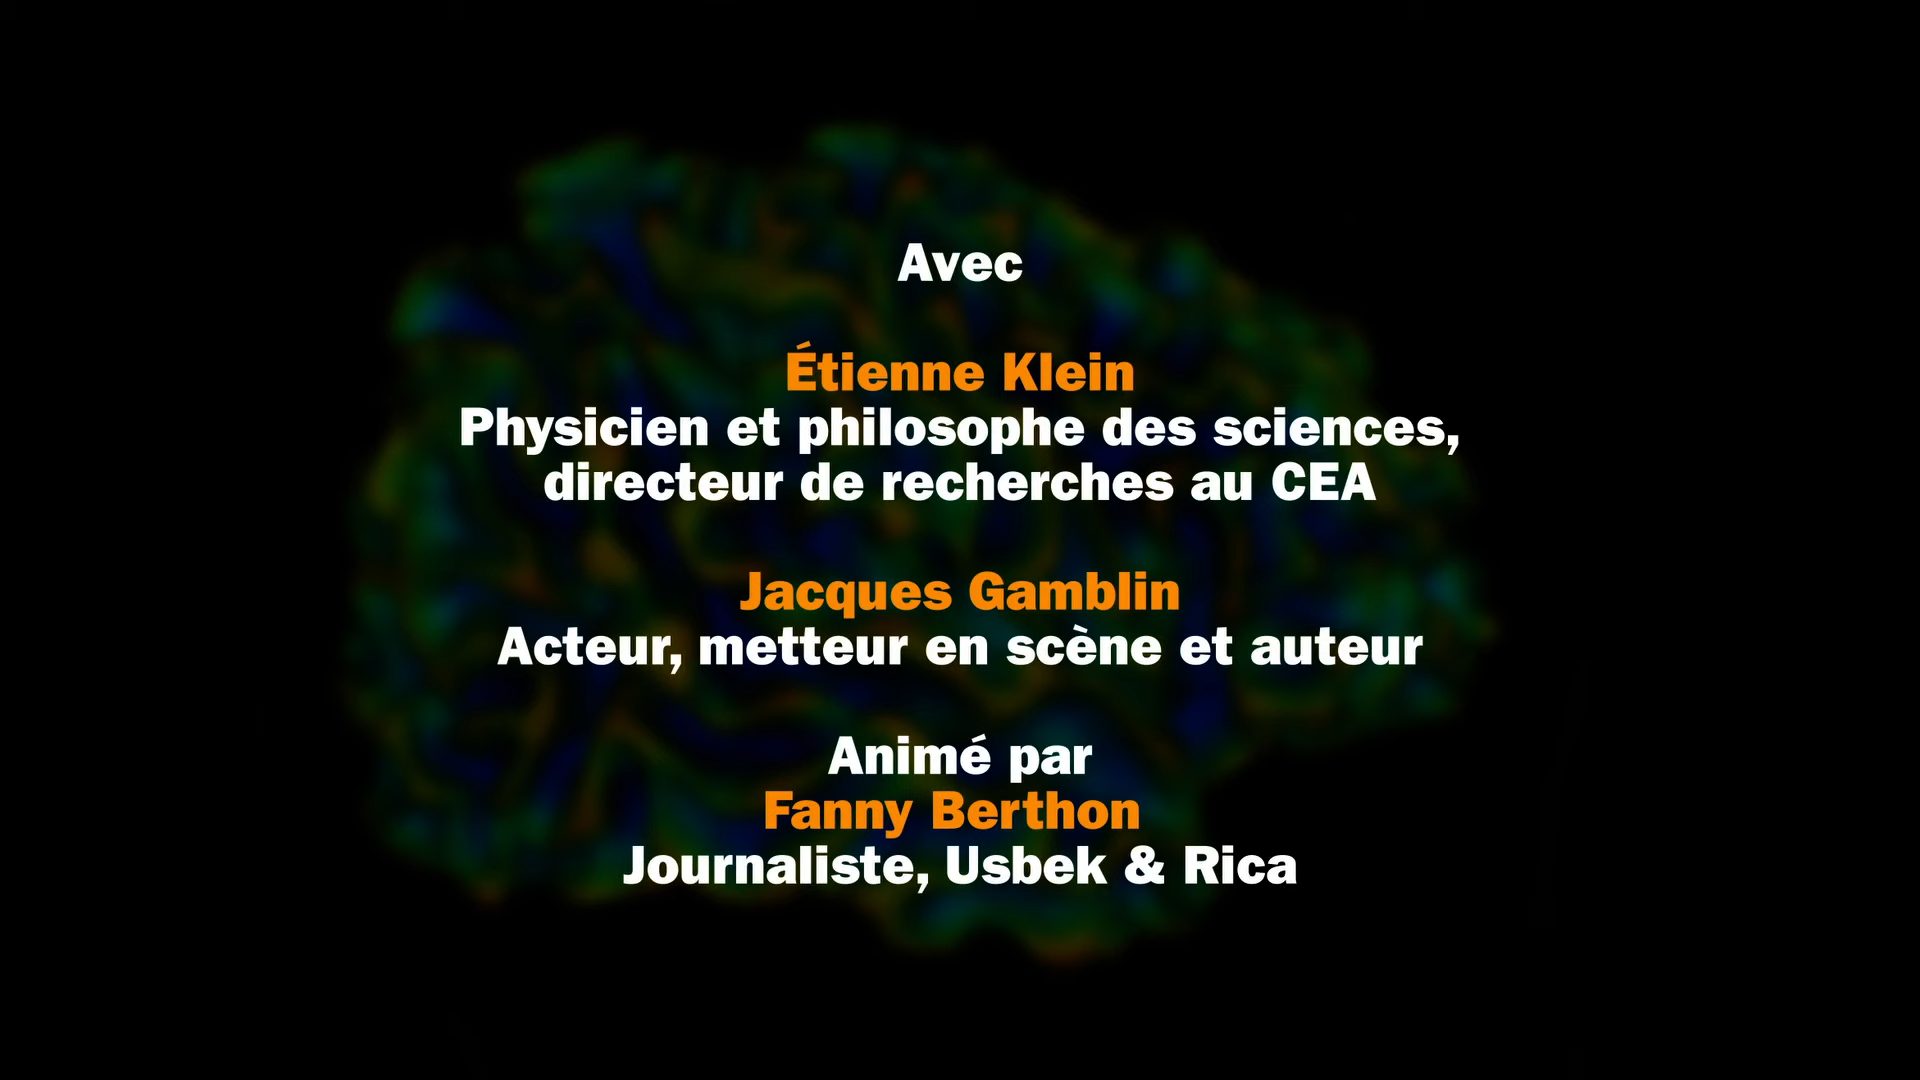 Avec
Étienne Klein
Physicien et philosophe des sciences,
directeur de recherches au CEA
Jacques Gamblin
Acteur, metteur en scène et auteur
Animé par
Fanny Berthon
Journaliste, Usbek & Rica